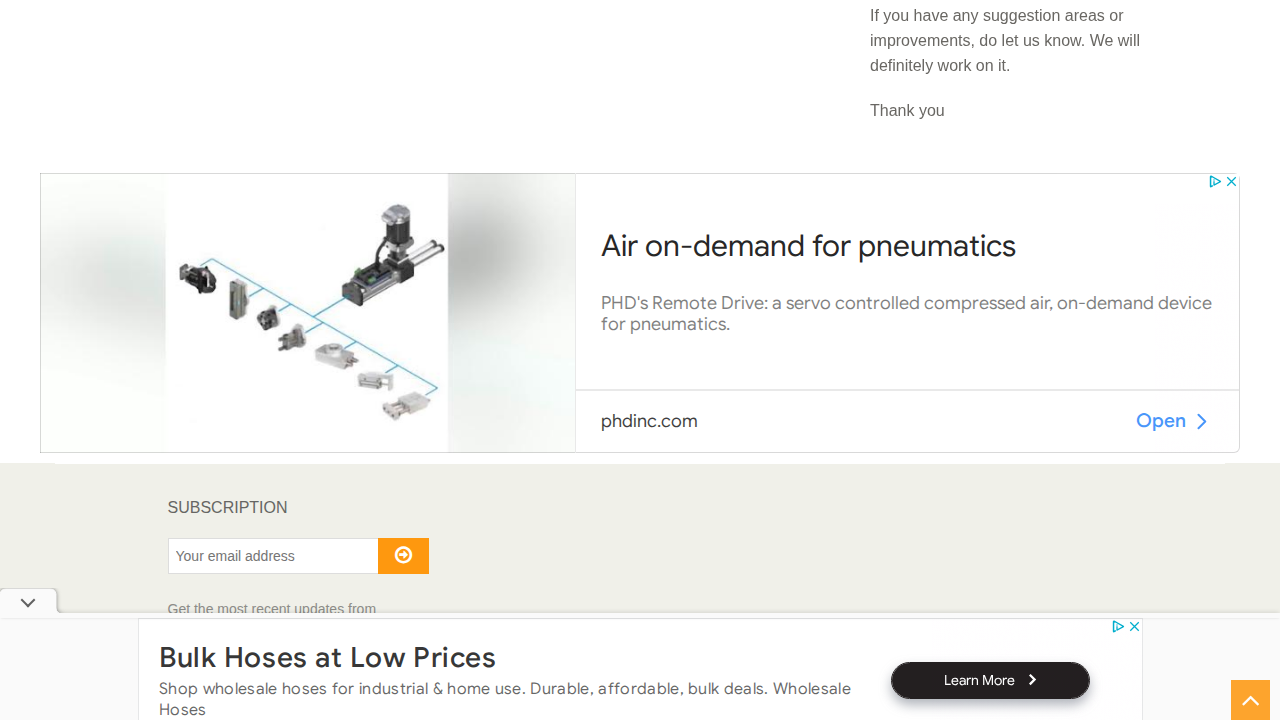 If you have any suggestion areas or
improvements, do let us know. We will
definitely work on it.
Thank you
Air on-demand for pneumatics
PHD's Remote Drive: a servo controlled compressed air, on-demand device
for pneumatics.
phdinc.com
Open
SUBSCRIPTION
Your email address
Get the most recent updates from
Bulk Hoses at Low Prices
Shop wholesale hoses for industrial & home use. Durable, affordable, bulk deals. Wholesale
Hoses
Learn More